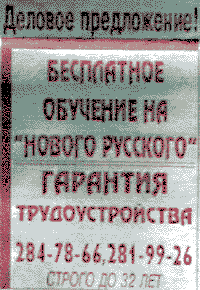 Деловое предложение!
БЕСПЛАТНОЕ
ОБУЧЕНИЕ НА
"НОВОГО РУССКОГО"
ГАРАНТИЯ
ТРУДОУСТРОЙСТВА
284-78-66, 281-99-26
СТРОГО ДО 32 ЛЕТ